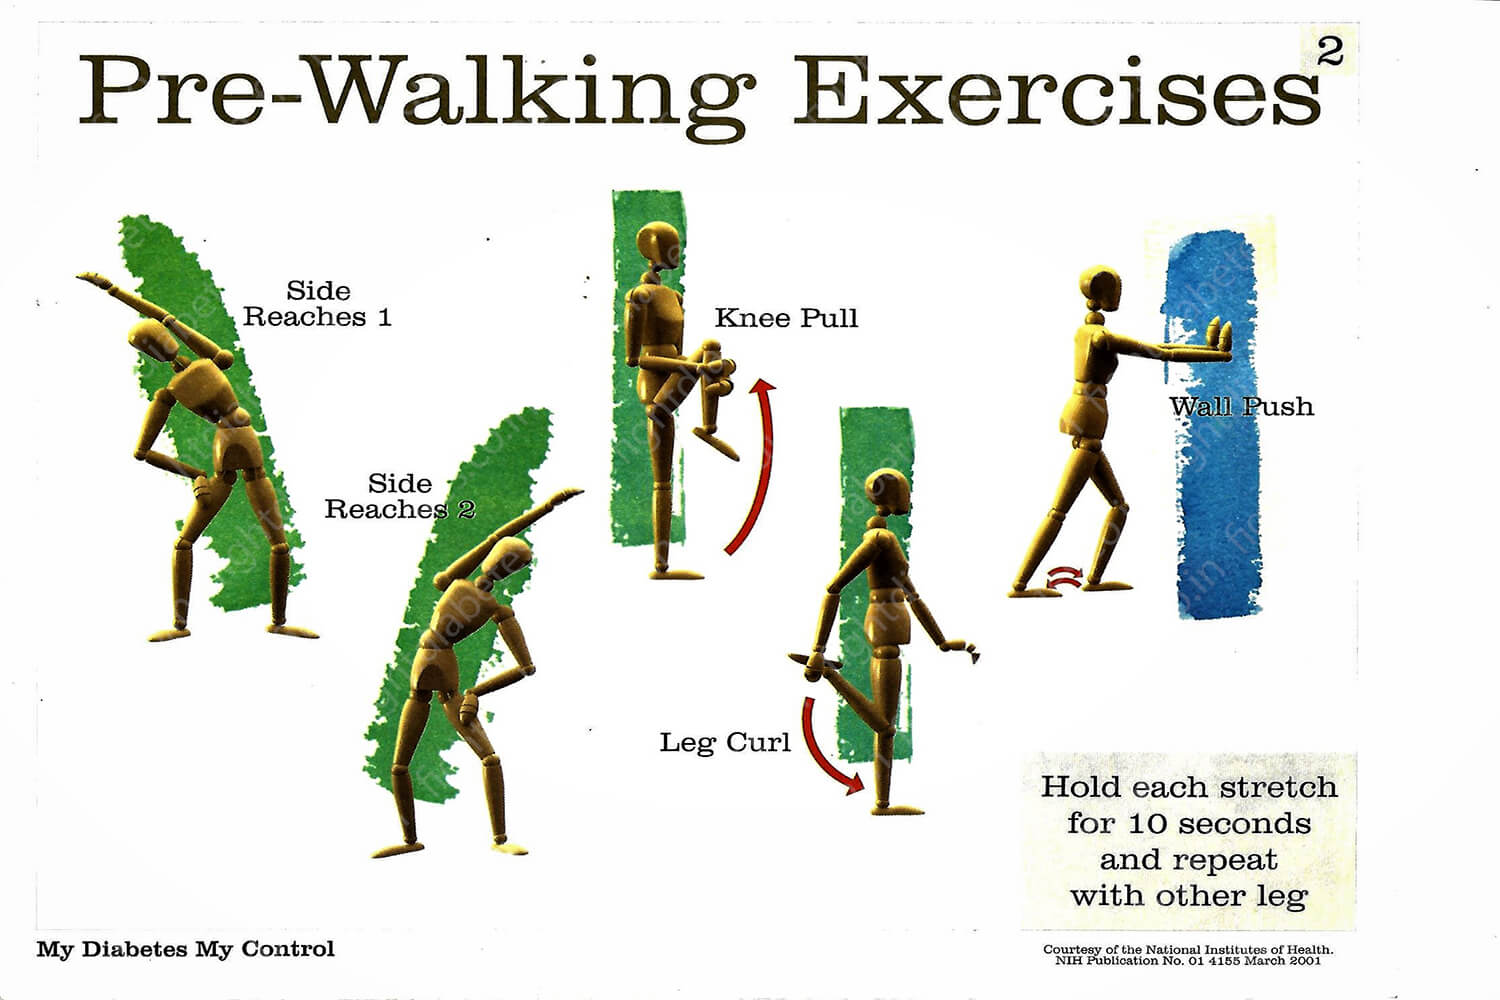 Pre-Walking Exercises
2
Side
Reaches 1
Knee Pull
Wall Push
Side
Reaches 2
Leg Curl
Hold each stretch
for 10 seconds
and repeat
with other leg
My Diabetes My Control
Courtesy of the National Institutes of Health.
NIH Publication No. 01 4155 March 2001